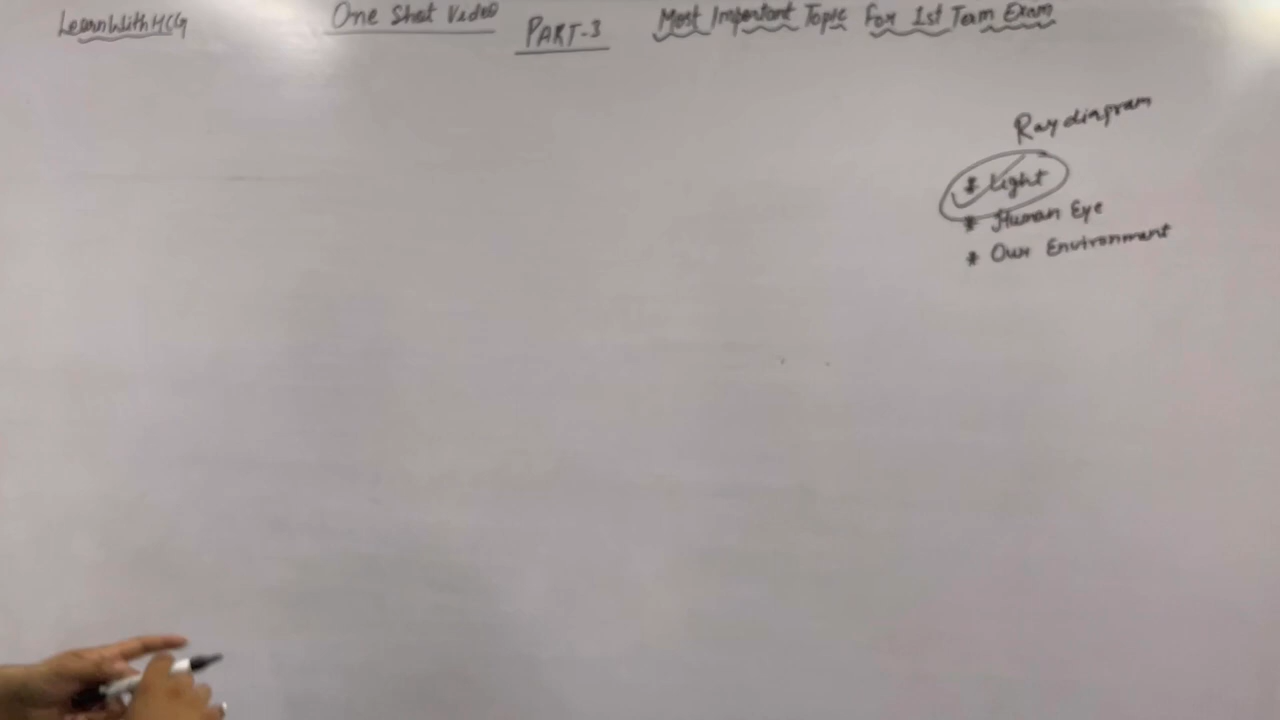 LearnWithHCG
One Shot Video
PART-3
Most Important Topic For 1st Term Exam
Ray diagram
* Light
* Human Eye
* Our Environment